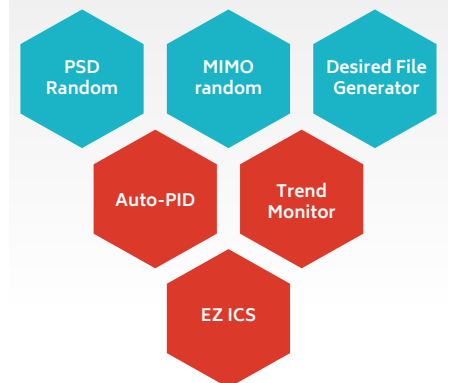 PSD
Random
MIMO
random
Desired File
Generator
Auto-PID
Trend
Monitor
EZ ICS